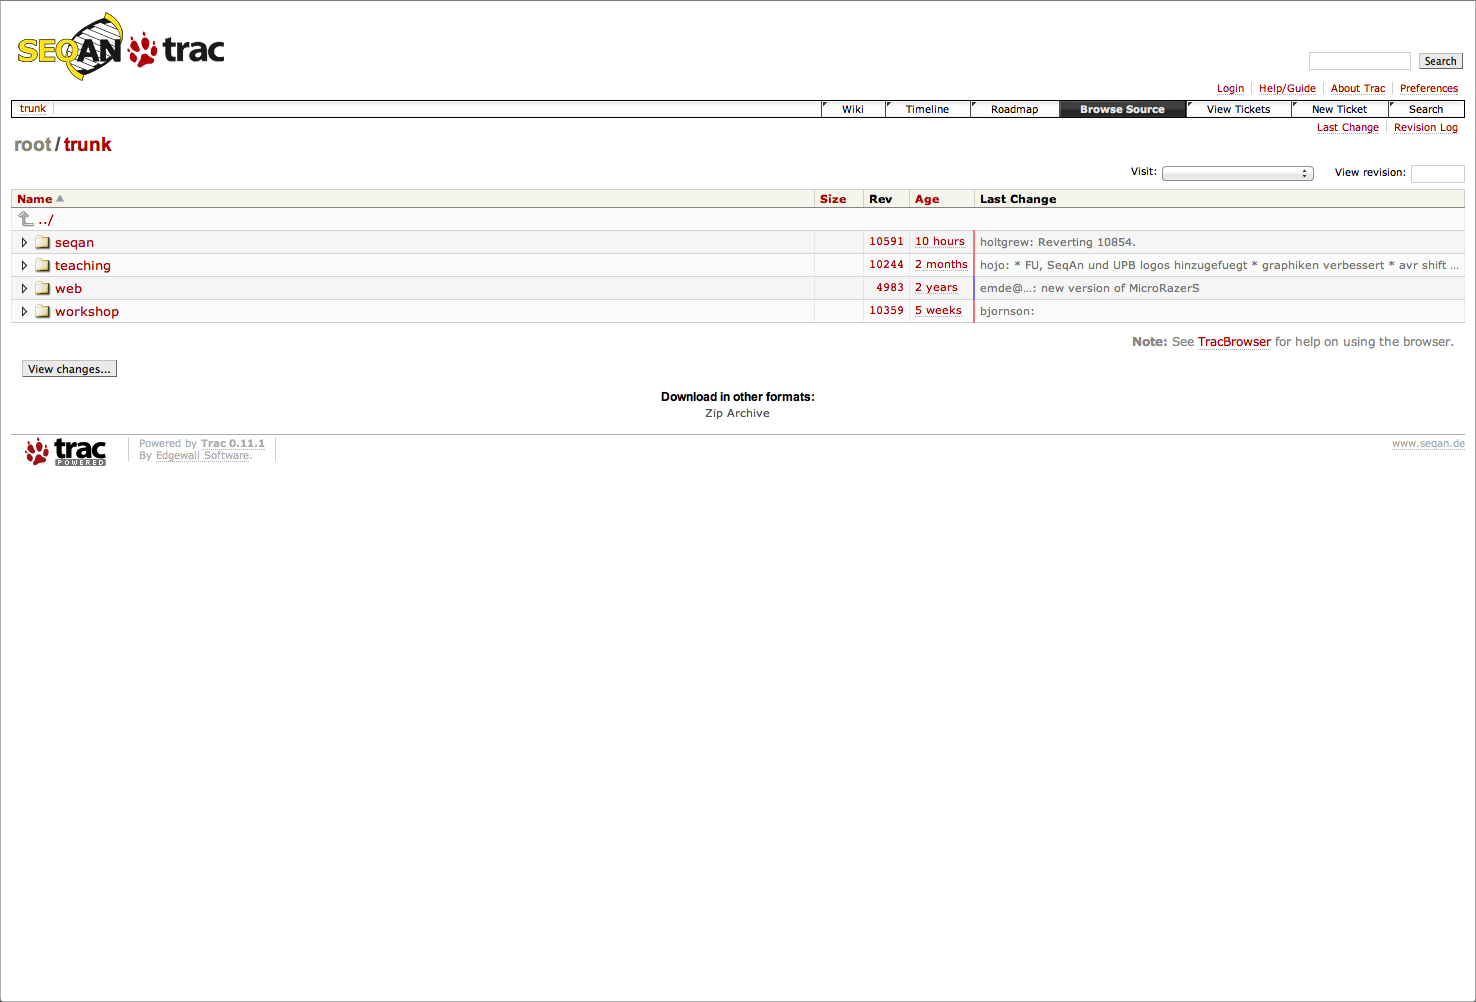 SEQAN trac
Search
Login Help/Guide About Trac Preferences
trunk Wiki Timeline Roadmap Browse Source View Tickets New Ticket Search
Last Change Revision Log
root/trunk
Visit: View revision:
Name Size Rev Age Last Change
../
seqan 10591 10 hours holtgrew: Reverting 10854.
teaching 10244 2 months hojo: * FU, SeqAn und UPB logos hinzugefuegt * graphiken verbessert * avr shift ...
web 4983 2 years emde@...: new version of MicroRazerS
workshop 10359 5 weeks bjornson:
Note: See TracBrowser for help on using the browser.
View changes...
Download in other formats:
Zip Archive
trac POWERED
Powered by Trac 0.11.1
By Edgewall Software.
www.seqan.de